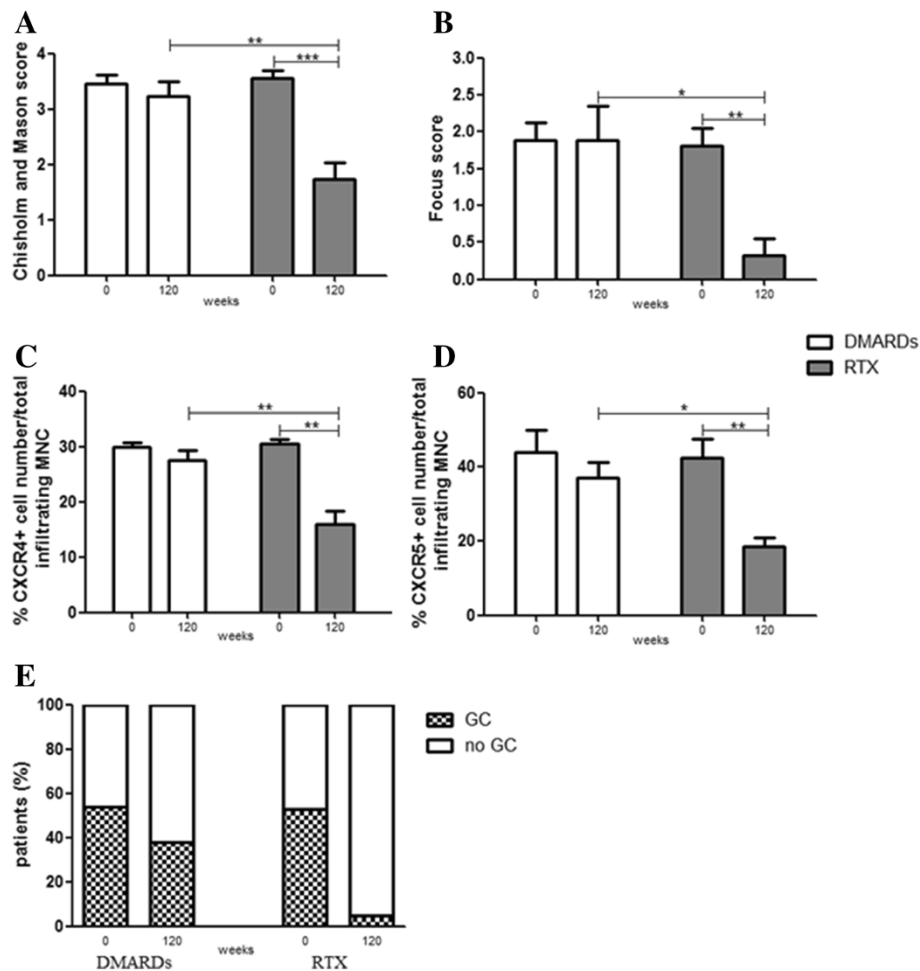 A
Chisholm and Mason score
4
3
2
1
0
**
***
0 120 weeks 0 120
B
Focus score
3.0
2.5
2.0
1.5
1.0
0.5
0.0
*
**
0 120 weeks 0 120
DMARDs
RTX
C
% CXCR4+ cell number/total
infiltrating MNC
40
30
20
10
0
**
**
0 120 weeks 0 120
D
% CXCR5+ cell number/total
infiltrating MNC
60
40
20
0
*
**
0 120 weeks 0 120
E
patients (%)
100
80
60
40
20
0
0 120 weeks 0 120
DMARDs RTX
GC
no GC